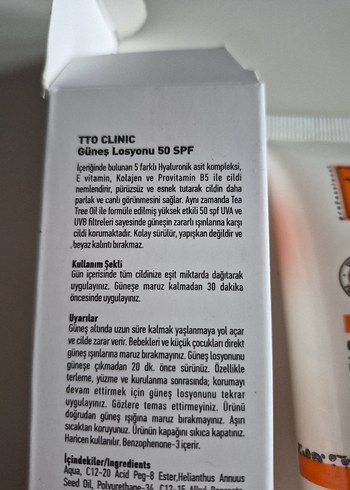 TTO CLINIC
Güneş Losyonu 50 SPF
İçeriğinde bulunan 5 farklı Hyaluronik asit kompleksi,
E vitamin, Kolajen ve Provitamin B5 ile cildi
nemlendirir, pürüzsüz ve esnek tutarak cildin daha
parlak ve canlı görünmesini sağlar. Aynı zamanda Tea
Tree Oil ile formüle edilmiş yüksek etkili 50 spf UVA ve
UVB filtreleri sayesinde güneşin zararlı ışınlarına karşı
cildi korumaktadır. Kolay sürülür, yapışkan değildir ve
beyaz kalıntı bırakmaz.
Kullanım Şekli
Gün içerisinde tüm cildinize eşit miktarda dağıtarak
uygulayınız. Güneşe maruz kalmadan 30 dakika
öncesinde uygulayınız.
Uyarılar
Güneş altında uzun süre kalmak yaşlanmaya yol açar
ve cilde zarar verir. Bebekleri ve küçük çocukları direkt
güneş ışınlarına maruz bırakmayınız. Güneş losyonunu
güneşe çıkmadan 20 dk. önce sürünüz. Özellikle
terleme, yüzme ve kurulanma sonrasında; korumayı
devam ettirmek için güneş losyonunu tekrar
uygulayınız. Gözlere temas ettirmeyiniz. Ürünü
doğrudan güneş ışığına maruz bırakmayınız. Aşırı
sıcaktan koruyunuz. Ürünün kapağını sıkıca kapatınız.
Haricen kullanılır. Benzophenone-3 içerir.
İçindekiler/Ingredients
Aqua, C12-20 Acid Peg-8 Ester,Helianthus Annuus
Seed Oil, Polyurethane-34, C12-15 Alkyl Benzoate